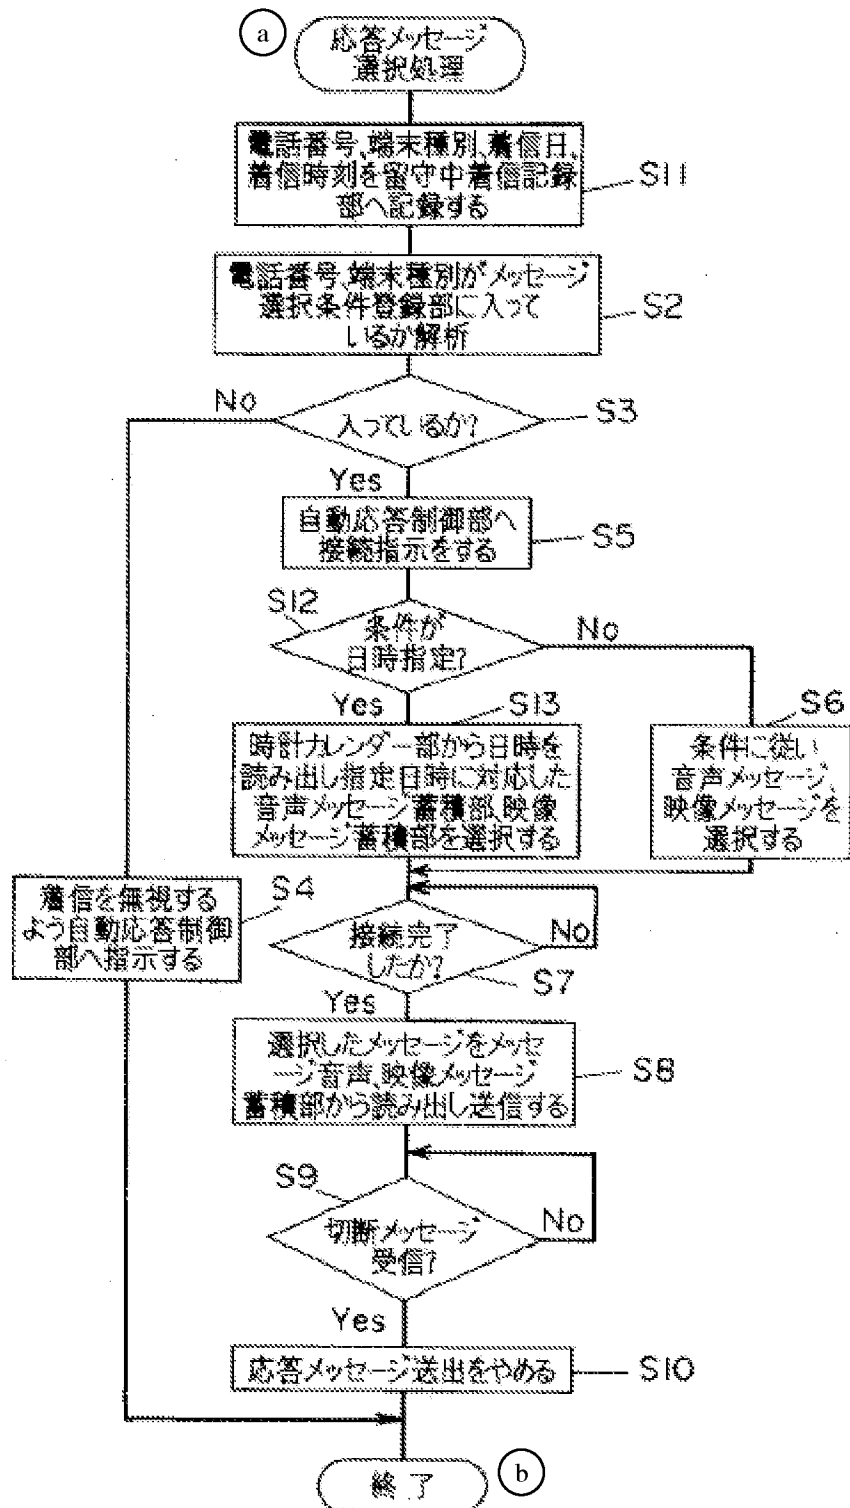 a
応答メッセージ
選択処理
電話番号、端末種別、着信日、
着信時刻を留守中着信記録
部へ記録する
S11
電話番号、端末種別がメッセージ
選択条件登録部に入って
いるか解析
S2
No
入っているか?
S3
Yes
自動応答制御部へ
接続指示をする
S5
S12
条件が
日時指定?
No
Yes
S13
時計カレンダー部から日時を
読み出し指定日時に対応した
音声メッセージ蓄積部、映像
メッセージ蓄積部を選択する
S6
条件に従い
音声メッセージ、
映像メッセージを
選択する
着信を無視する
よう自動応答制御
部へ指示する
S4
接続完了
したか?
No
S7
Yes
選択したメッセージをメッセ
ージ音声、映像メッセージ
蓄積部から読み出し送信する
S8
S9
切断メッセージ
受信?
No
Yes
応答メッセージ送出をやめる
S10
終了
b